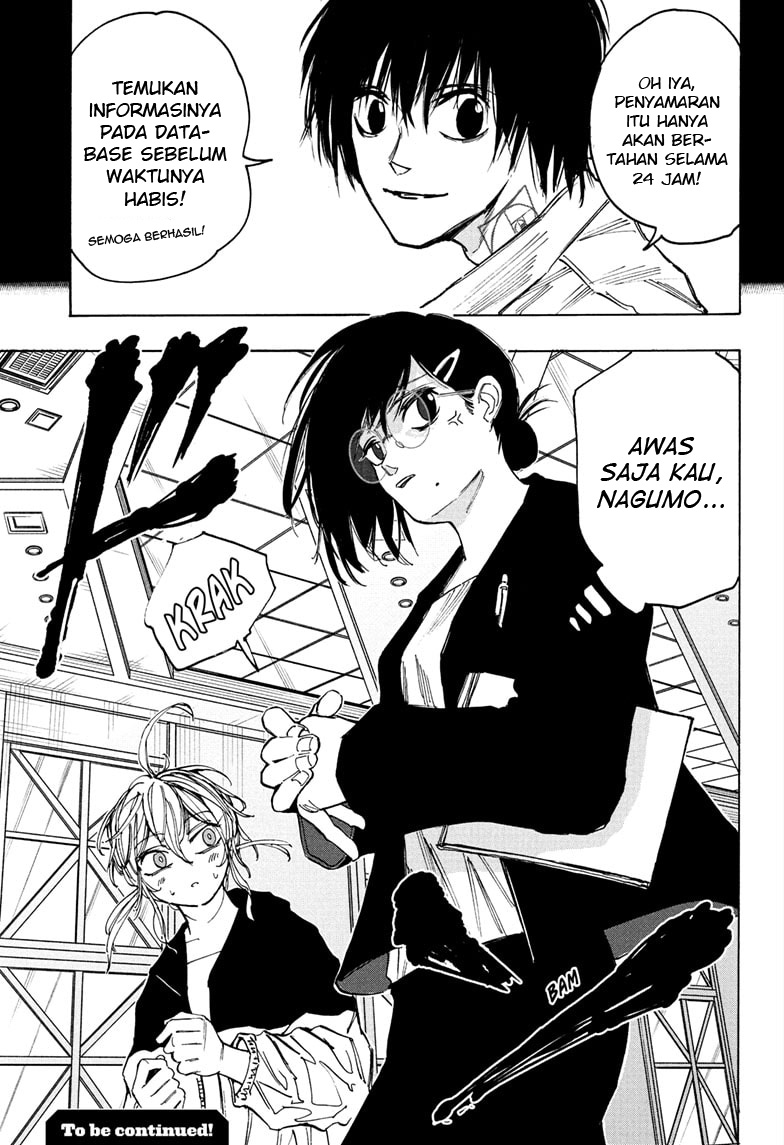 OH IYA,
PENYAMARAN
ITU HANYA
AKAN BER-
TAHAN SELAMA
24 JAM!
TEMUKAN
INFORMASINYA
PADA DATA-
BASE SEBELUM
WAKTUNYA
HABIS!
SEMOGA BERHASIL!
AWAS
SAJA KAU,
NAGUMO...
KRAK
BAM
To be continued!